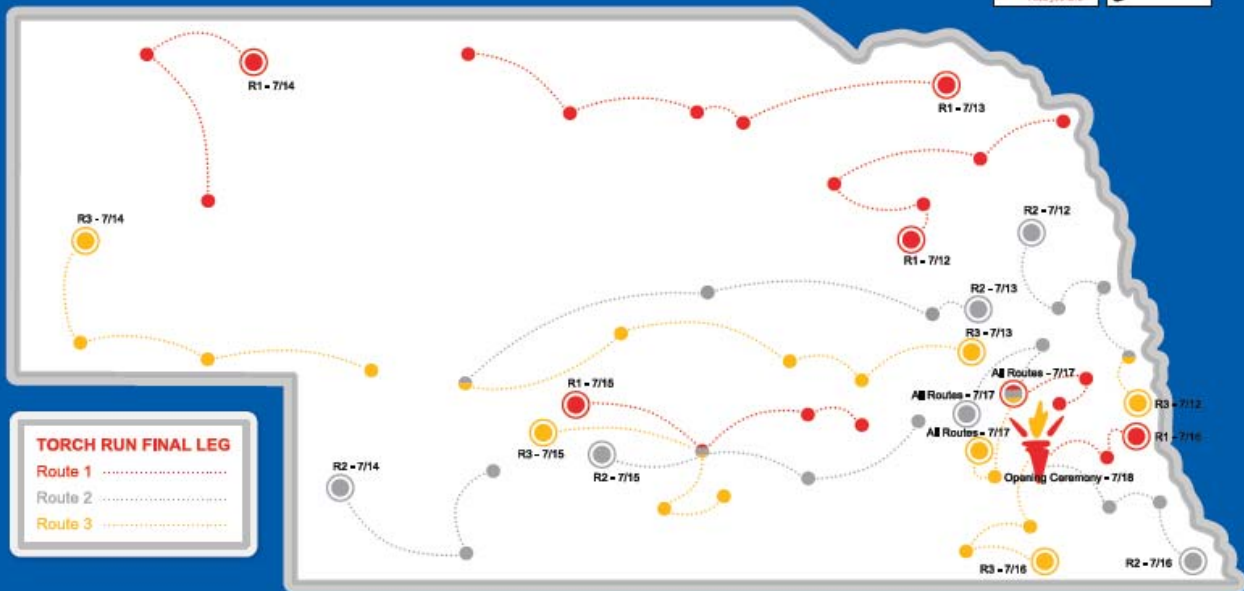 R1 - 7/14
R1 - 7/13
R3 - 7/14
R2 - 7/12
R1 - 7/12
R2 - 7/13
R3 - 7/13
All Routes - 7/17
R1 - 7/15
All Routes - 7/17
R3 - 7/12
All Routes - 7/17
R1 - 7/16
R3 - 7/15
R2 - 7/15
R2 - 7/14
Opening Ceremony - 7/18
R3 - 7/16
R2 - 7/16
TORCH RUN FINAL LEG
Route 1
Route 2
Route 3